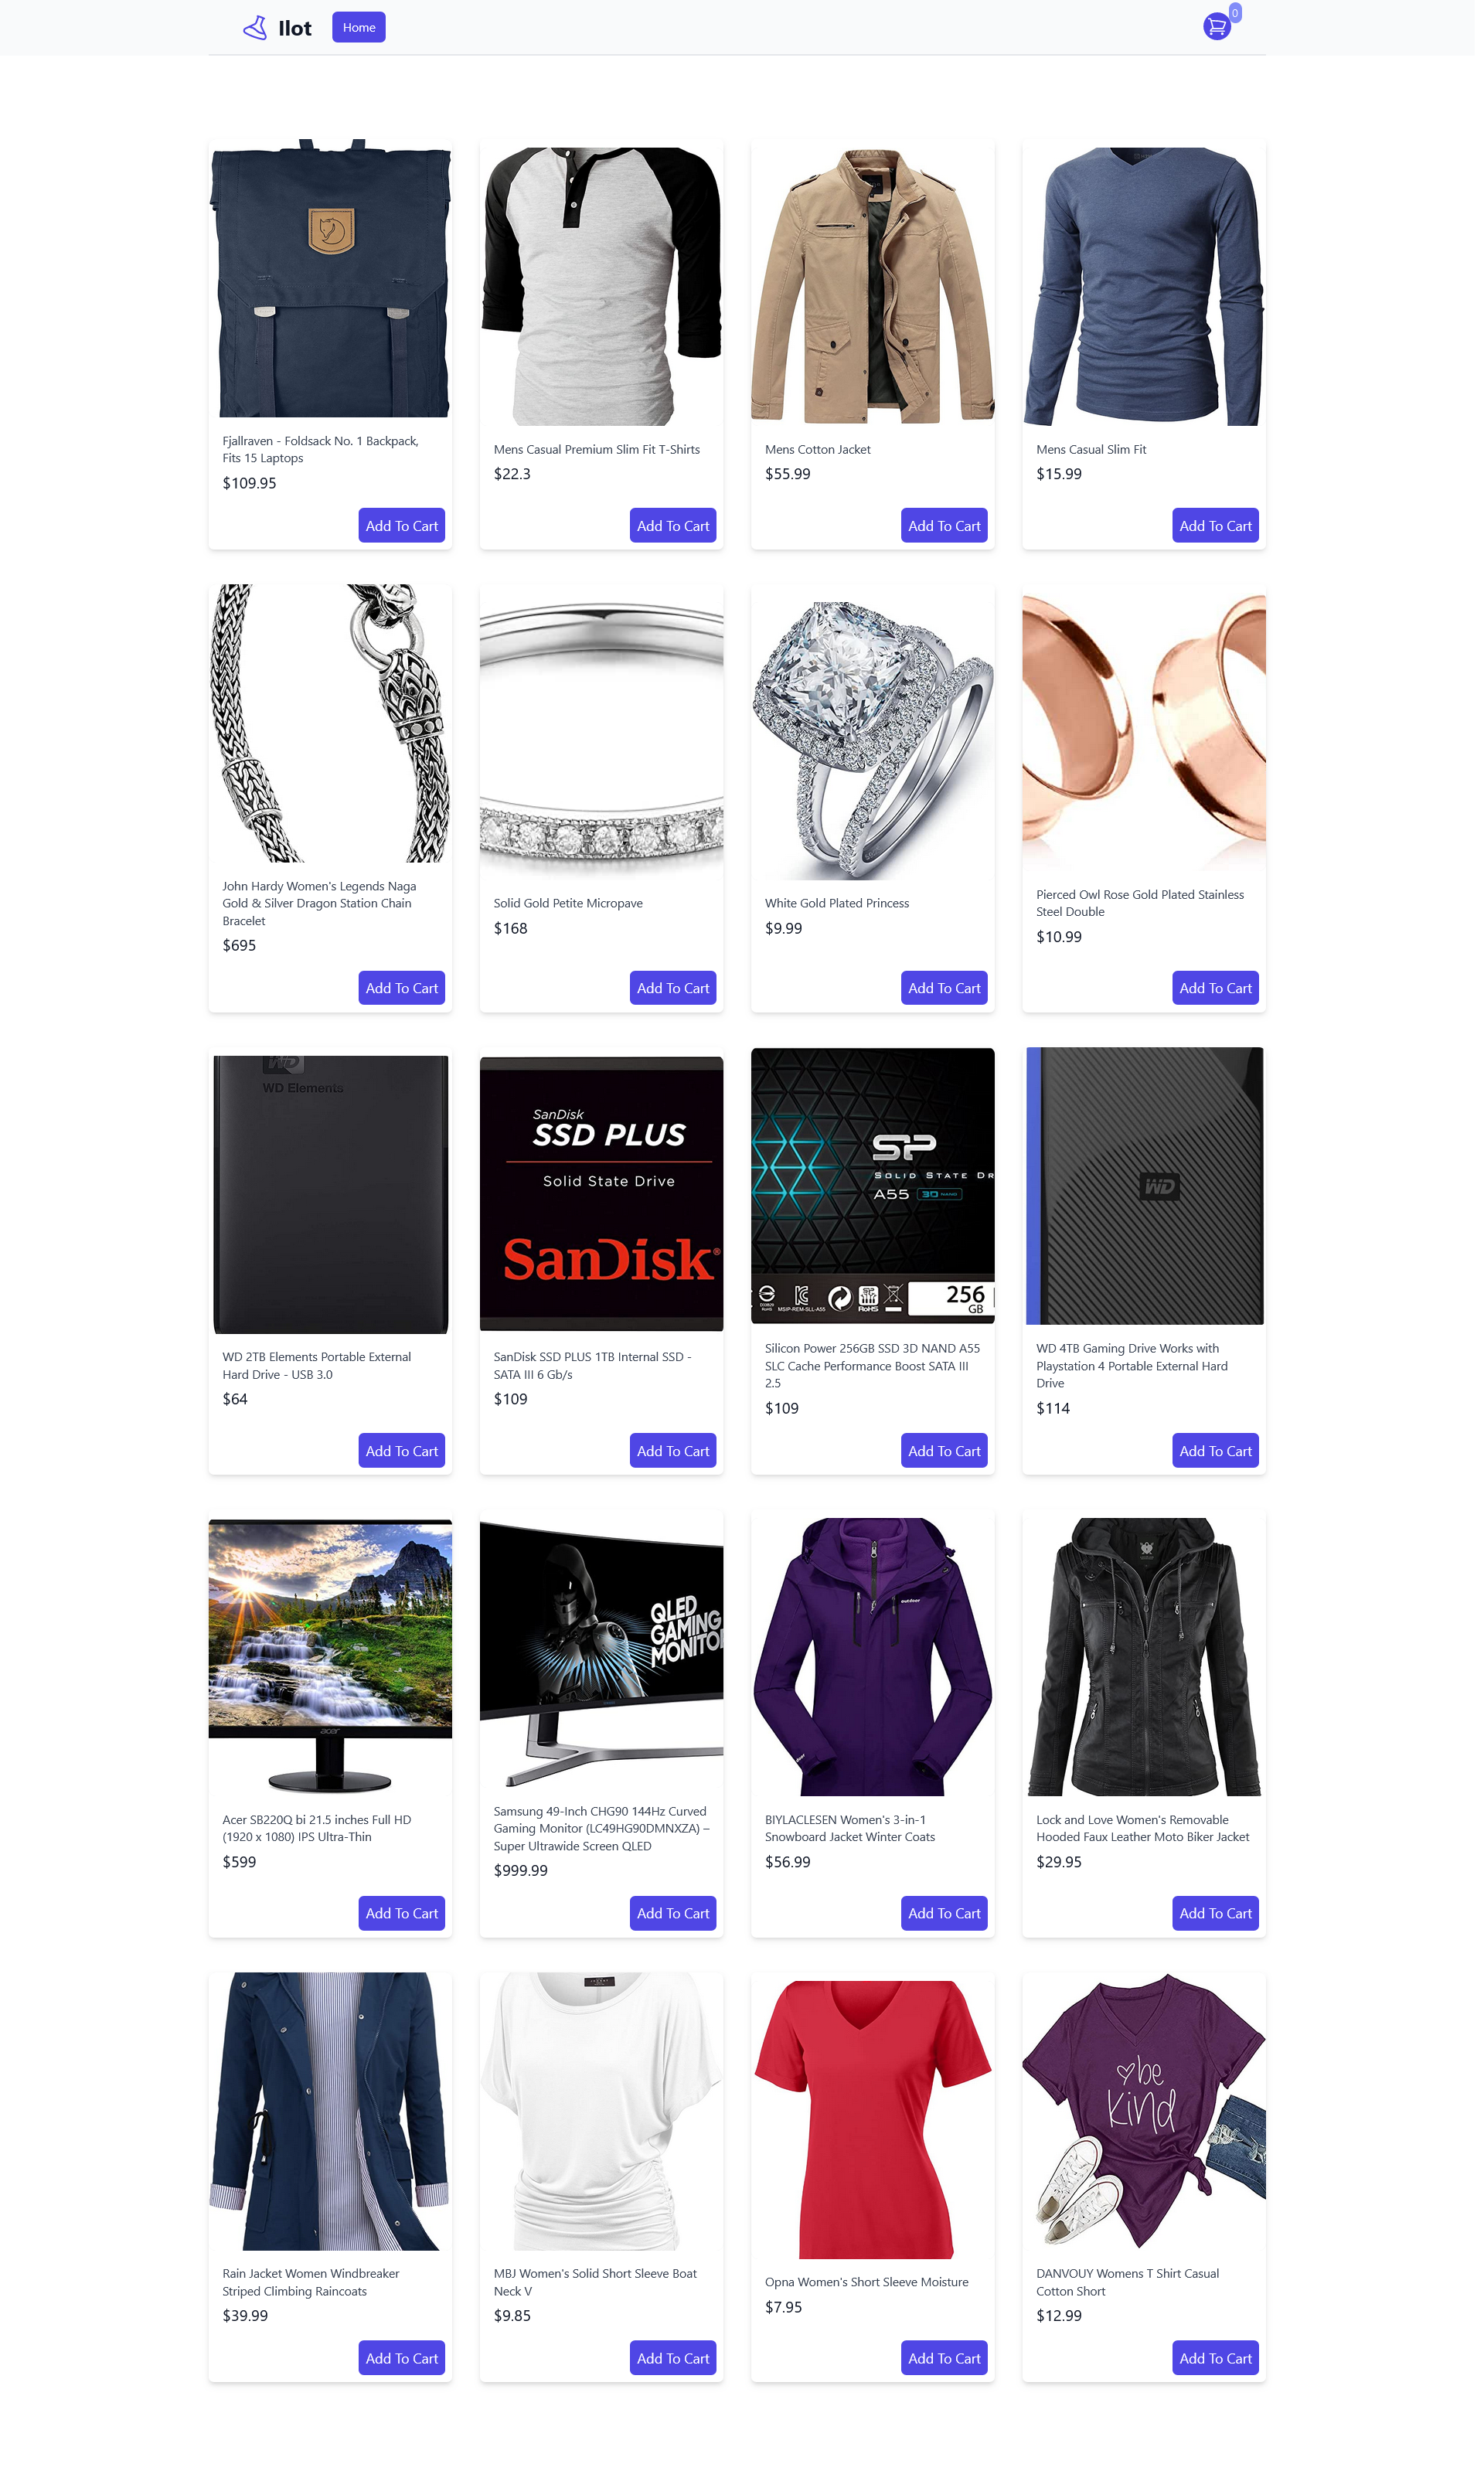 Ilot
Home
0
Fjallraven - Foldsack No. 1 Backpack,
Fits 15 Laptops
$109.95
Add To Cart
Mens Casual Premium Slim Fit T-Shirts
$22.3
Add To Cart
Mens Cotton Jacket
$55.99
Add To Cart
Mens Casual Slim Fit
$15.99
Add To Cart
John Hardy Women's Legends Naga
Gold & Silver Dragon Station Chain
Bracelet
$695
Add To Cart
Solid Gold Petite Micropave
$168
Add To Cart
White Gold Plated Princess
$9.99
Add To Cart
Pierced Owl Rose Gold Plated Stainless
Steel Double
$10.99
Add To Cart
WD
WD Elements
WD 2TB Elements Portable External
Hard Drive - USB 3.0
$64
Add To Cart
SanDisk
SSD PLUS
Solid State Drive
SanDisk®
SanDisk SSD PLUS 1TB Internal SSD -
SATA III 6 Gb/s
$109
Add To Cart
SP
SOLID STATE DR
A55 3D NAND
MSIP-REM-SLL-A55
RoHS
256
GB
Silicon Power 256GB SSD 3D NAND A55
SLC Cache Performance Boost SATA III
2.5
$109
Add To Cart
WD
WD 4TB Gaming Drive Works with
Playstation 4 Portable External Hard
Drive
$114
Add To Cart
acer
Acer SB220Q bi 21.5 inches Full HD
(1920 x 1080) IPS Ultra-Thin
$599
Add To Cart
QLED
GAMING
MONITOR
Samsung 49-Inch CHG90 144Hz Curved
Gaming Monitor (LC49HG90DMNXZA) –
Super Ultrawide Screen QLED
$999.99
Add To Cart
outdoor
BIYLACLESEN Women's 3-in-1
Snowboard Jacket Winter Coats
$56.99
Add To Cart
Lock and Love Women's Removable
Hooded Faux Leather Moto Biker Jacket
$29.95
Add To Cart
Rain Jacket Women Windbreaker
Striped Climbing Raincoats
$39.99
Add To Cart
MBJ Women's Solid Short Sleeve Boat
Neck V
$9.85
Add To Cart
Opna Women's Short Sleeve Moisture
$7.95
Add To Cart
be
kind
DANVOUY Womens T Shirt Casual
Cotton Short
$12.99
Add To Cart